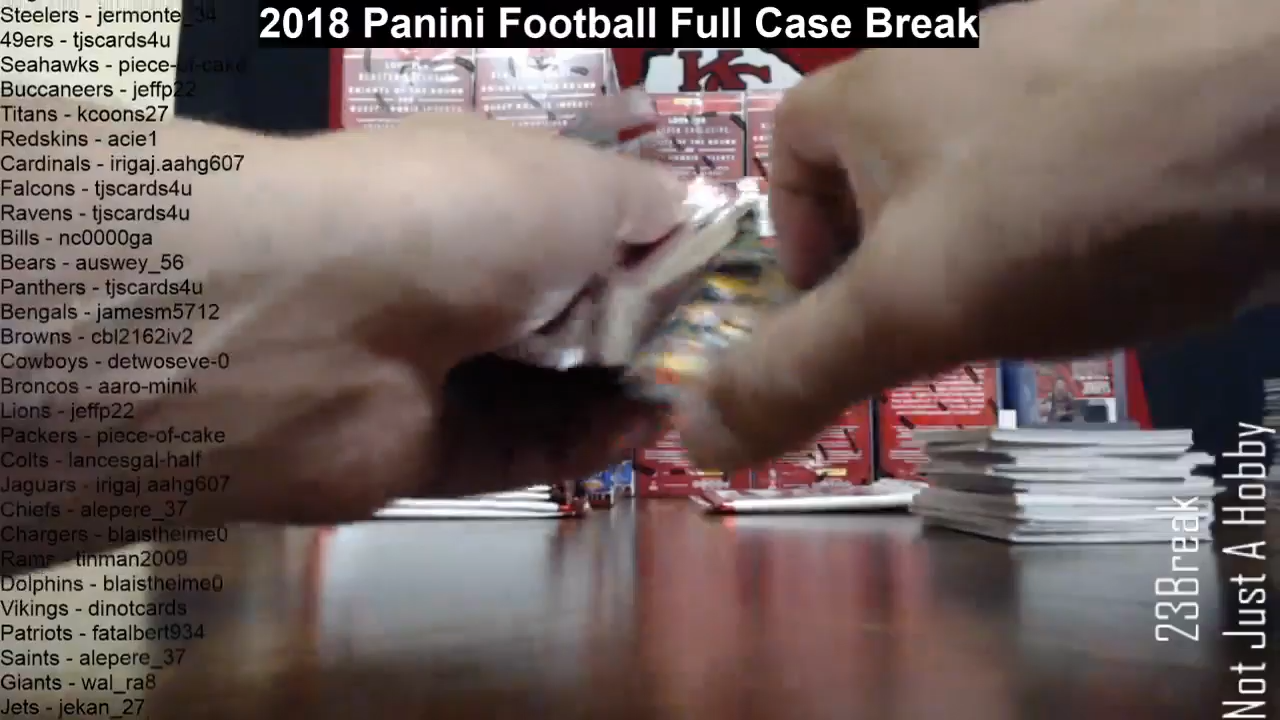 2018 Panini Football Full Case Break
Steelers - jermonte_34
49ers - tjscards4u
Seahawks - piece-of-cake
Buccaneers - jeffp22
Titans - kcoons27
Redskins - acie1
Cardinals - irigaj.aahg607
Falcons - tjscards4u
Ravens - tjscards4u
Bills - nc0000ga
Bears - auswey_56
Panthers - tjscards4u
Bengals - jamesm5712
Browns - cbl2162iv2
Cowboys - detwoseve-0
Broncos - aaro-minik
Lions - jeffp22
Packers - piece-of-cake
Colts - lancesgal-half
Jaguars - irigaj.aahg607
Chiefs - alepere_37
Chargers - blaistheime0
Rams - tinman2009
Dolphins - blaistheime0
Vikings - dinotcards
Patriots - fatalbert934
Saints - alepere_37
Giants - wal_ra8
Jets - jekan_27
KC
23Break
Not Just A Hobby